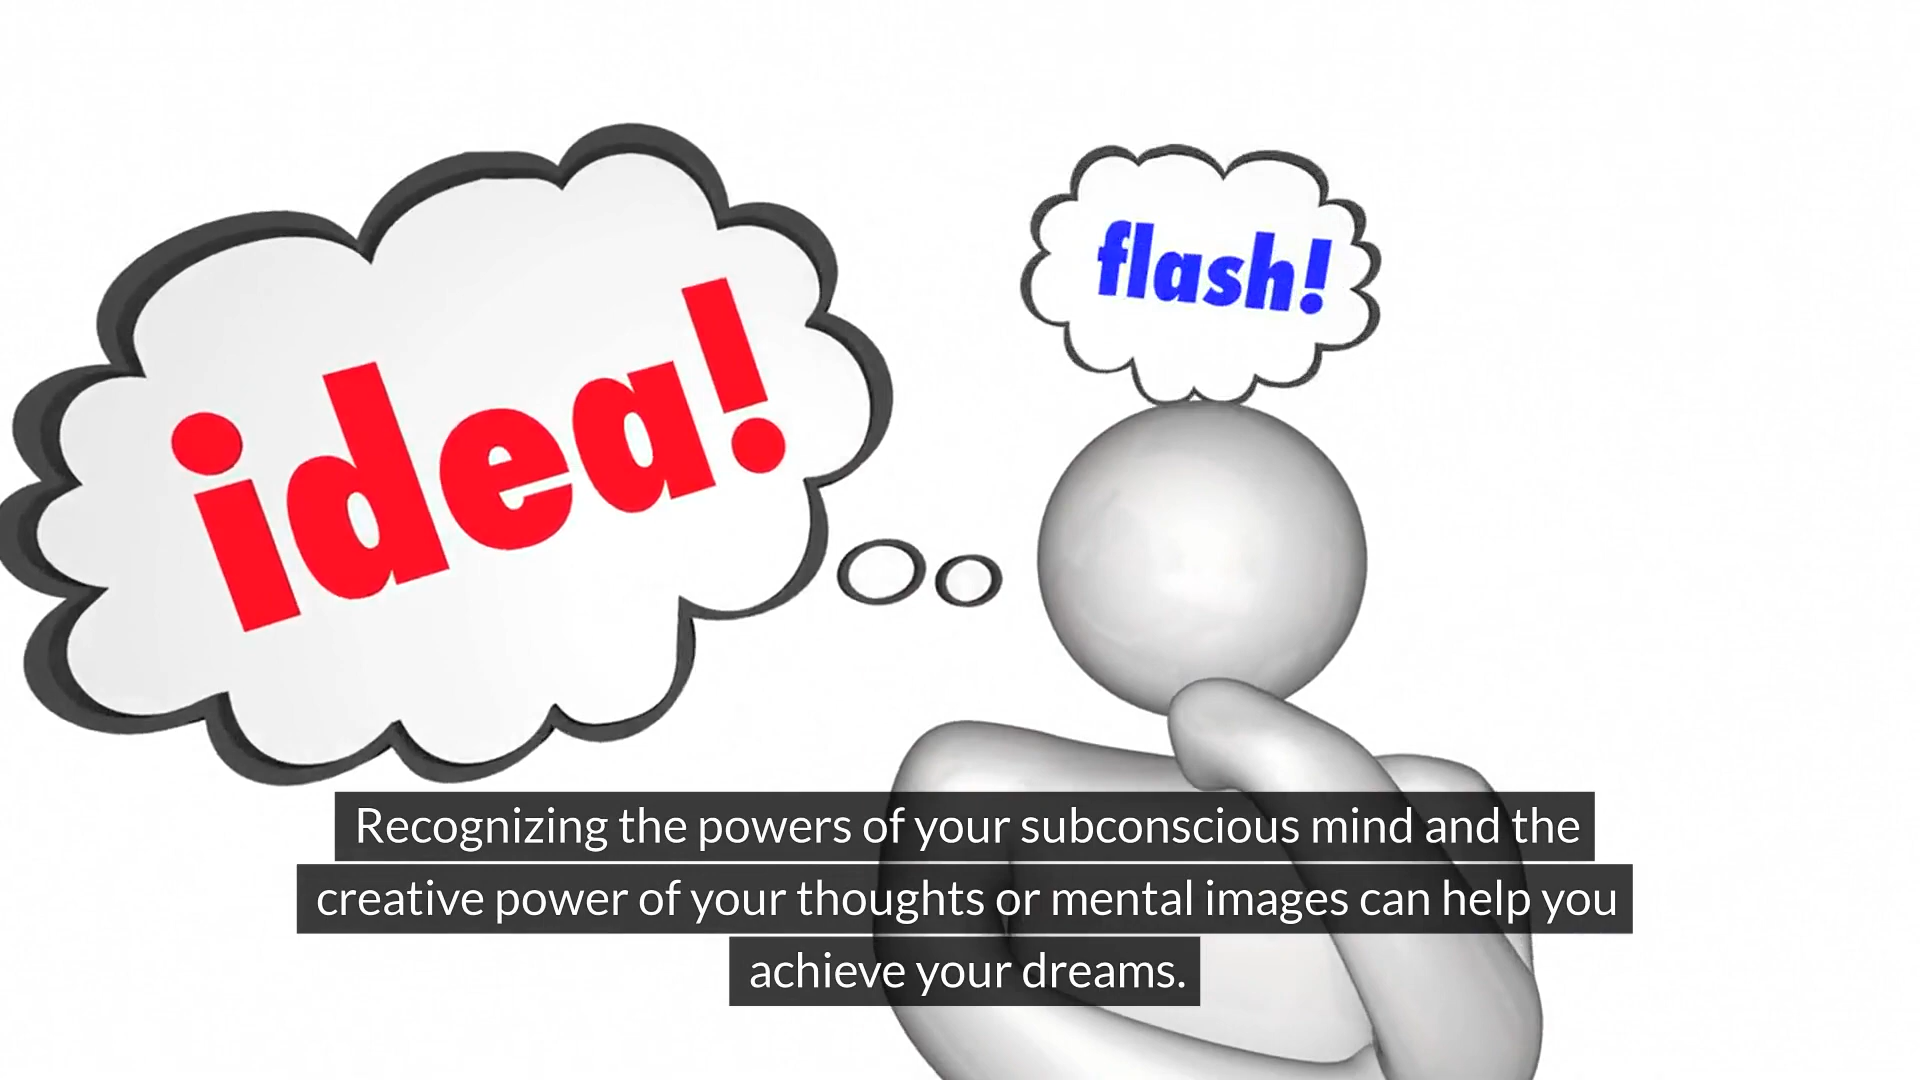 idea!
flash!
Recognizing the powers of your subconscious mind and the
creative power of your thoughts or mental images can help you
achieve your dreams.